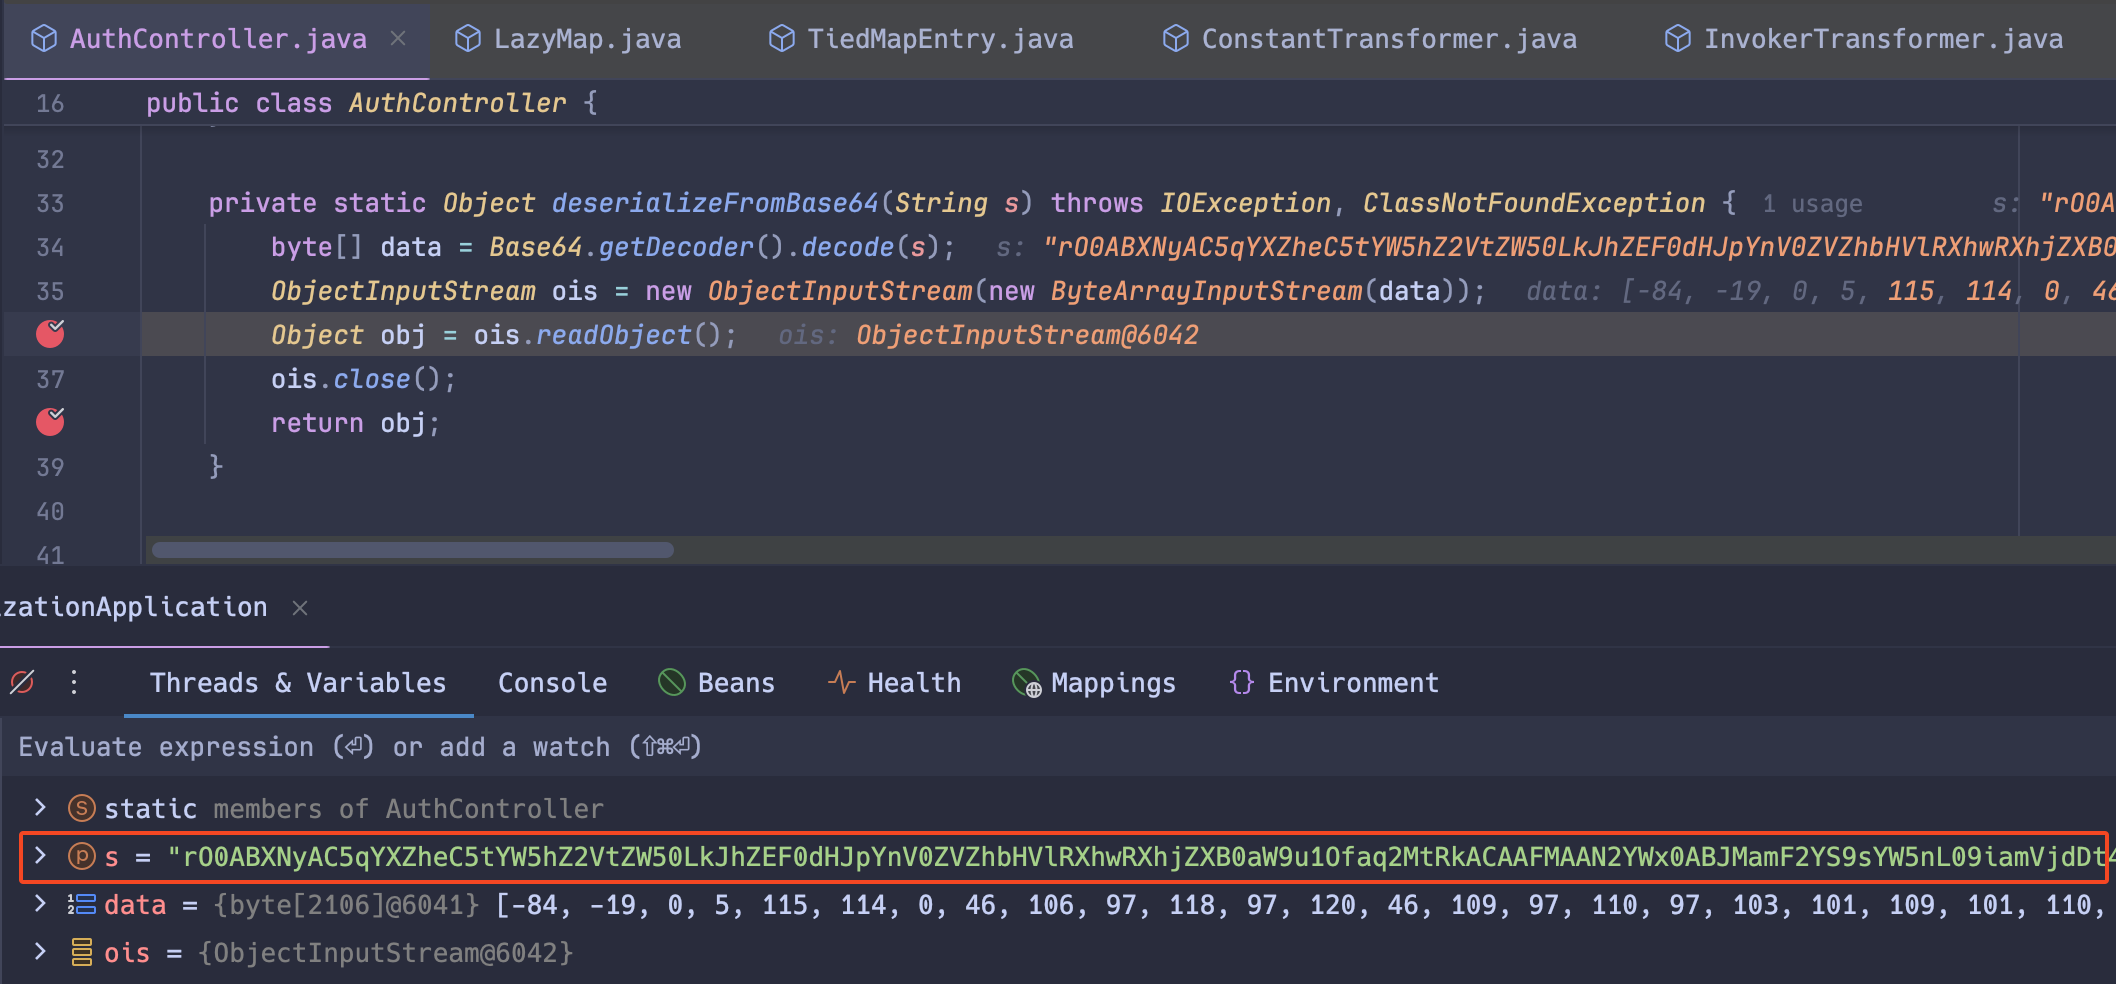 AuthController.java LazyMap.java TiedMapEntry.java ConstantTransformer.java InvokerTransformer.java
16 public class AuthController {
32
33 private static Object deserializeFromBase64(String s) throws IOException, ClassNotFoundException { 1 usage s: "rO0A
34 byte[] data = Base64.getDecoder().decode(s); s: "rO0ABXNyAC5qYXZheC5tYW5hZ2VtZW50LkJhZEF0dHJpYnV0ZVZhbHVlRXhwRXhjZXB0
35 ObjectInputStream ois = new ObjectInputStream(new ByteArrayInputStream(data)); data: [-84, -19, 0, 5, 115, 114, 0, 46
Object obj = ois.readObject(); ois: ObjectInputStream@6042
37 ois.close();
return obj;
39 }
40
41
izationApplication
Threads & Variables Console Beans Health Mappings Environment
Evaluate expression (⏎) or add a watch (⇧⌘⏎)
S static members of AuthController
p s = "rO0ABXNyAC5qYXZheC5tYW5hZ2VtZW50LkJhZEF0dHJpYnV0ZVZhbHVlRXhwRXhjZXB0aW9u1Ofaq2MtRkACAAFMAAN2YWx0ABJMamF2YS9sYW5nL09iamVjdDt4
data = {byte[2106]@6041} [-84, -19, 0, 5, 115, 114, 0, 46, 106, 97, 118, 97, 120, 46, 109, 97, 110, 97, 103, 101, 109, 101, 110,
ois = {ObjectInputStream@6042}